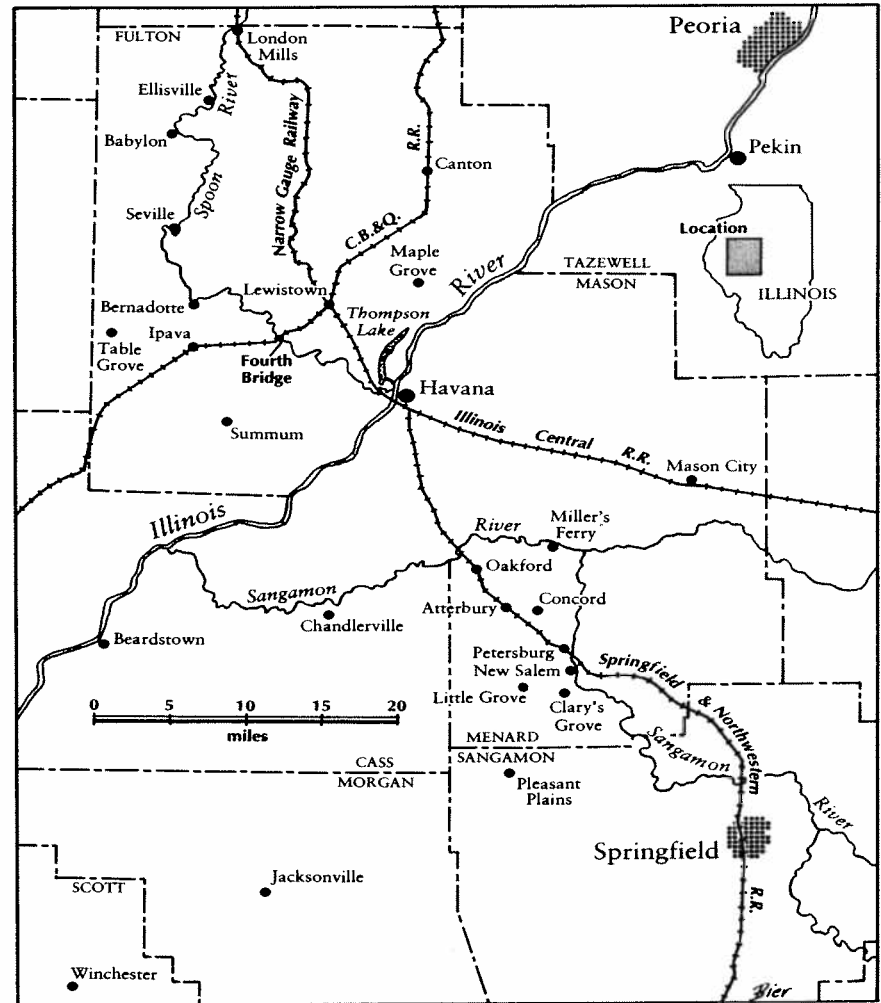 Peoria
FULTON
London
Mills
Ellisville
River
Babylon
Spoon
Narrow Gauge Railway
R.R.
Canton
Pekin
Seville
C.B.&Q.
Maple
Grove
River
Location
TAZEWELL
MASON
ILLINOIS
Lewistown
Bernadotte
Thompson
Lake
Ipava
Table
Grove
Fourth
Bridge
Havana
Summum
Illinois Central R.R.
Mason City
Illinois
River
Miller's
Ferry
Oakford
Sangamon
Chandlerville
Atterbury
Concord
Beardstown
Petersburg
New Salem
Little Grove
Clary's
Grove
Springfield & Northwestern
0 5 10 15 20
miles
MENARD
SANGAMON
Sangamon
CASS
MORGAN
Pleasant
Plains
River
Springfield
SCOTT
Jacksonville
R.R.
Winchester
Bier